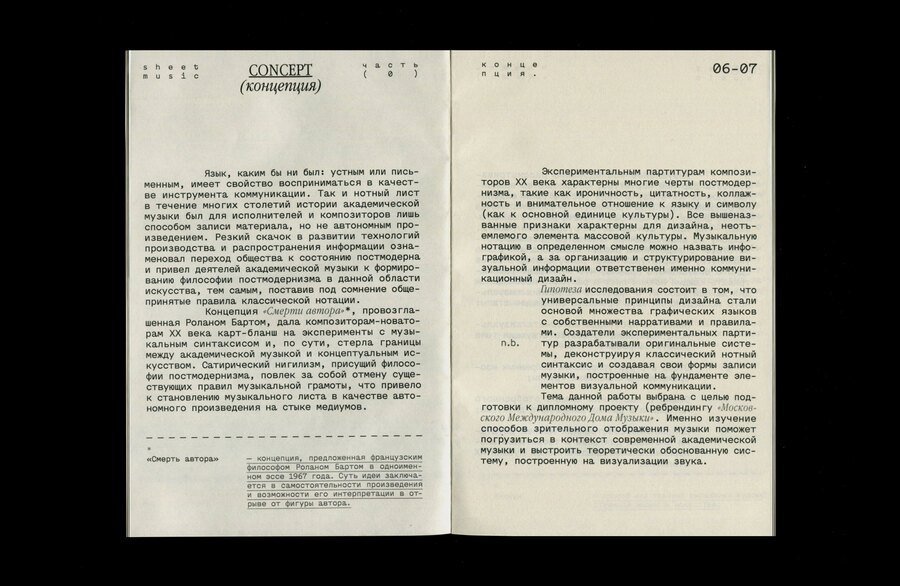 sheet
music
CONCEPT
(концепция)
часть
( 0 )
Язык, каким бы ни был: устным или пись-
менным, имеет свойство восприниматься в качест-
ве инструмента коммуникации. Так и нотный лист
в течение многих столетий истории академической
музыки был для исполнителей и композиторов лишь
способом записи материала, но не автономным про-
изведением. Резкий скачок в развитии технологий
производства и распространения информации озна-
меновал переход общества к состоянию постмодерна
и привел деятелей академической музыки к формиро-
ванию философии постмодернизма в данной области
искусства, тем самым, поставив под сомнение обще-
принятые правила классической нотации.
Концепция «Смерти автора»*, провозгла-
шенная Роланом Бартом, дала композиторам-новато-
рам XX века карт-бланш на эксперименты с музы-
кальным синтаксисом и, по сути, стерла границы
между академической музыкой и концептуальным ис-
кусством. Сатирический нигилизм, присущий филосо-
фии постмодернизма, повлек за собой отмену суще-
ствующих правил музыкальной грамоты, что привело
к становлению музыкального листа в качестве авто-
номного произведения на стыке медиумов.
*
«Смерть автора»
— концепция, предложенная французским
философом Роланом Бартом в одноимен-
ном эссе 1967 года. Суть идеи заключа-
ется в самостоятельности произведения
и возможности его интерпретации в от-
рыве от фигуры автора.
конце
пция.
06–07
Экспериментальным партитурам компози-
торов XX века характерны многие черты постмодер-
низма, такие как ироничность, цитатность, коллаж-
ность и внимательное отношение к языку и символу
(как к основной единице культуры). Все вышеназ-
ванные признаки характерны для дизайна, неотъ-
емлемого элемента массовой культуры. Музыкальную
нотацию в определенном смысле можно назвать инфо-
графикой, а за организацию и структурирование ви-
зуальной информации ответственен именно коммуни-
кационный дизайн.
Гипотеза исследования состоит в том, что
универсальные принципы дизайна стали
основой множества графических языков
с собственными нарративами и правила-
ми. Создатели экспериментальных парти-
n.b. тур разрабатывали оригинальные систе-
мы, деконструируя классический нотный
синтаксис и создавая свои формы записи
музыки, построенные на фундаменте эле-
ментов визуальной коммуникации.
Тема данной работы выбрана с целью под-
готовки к дипломному проекту (ребрендингу «Москов-
ского Международного Дома Музыки». Именно изучение
способов зрительного отображения музыки поможет
погрузиться в контекст современной академической
музыки и выстроить теоретически обоснованную сис-
тему, построенную на визуализации звука.